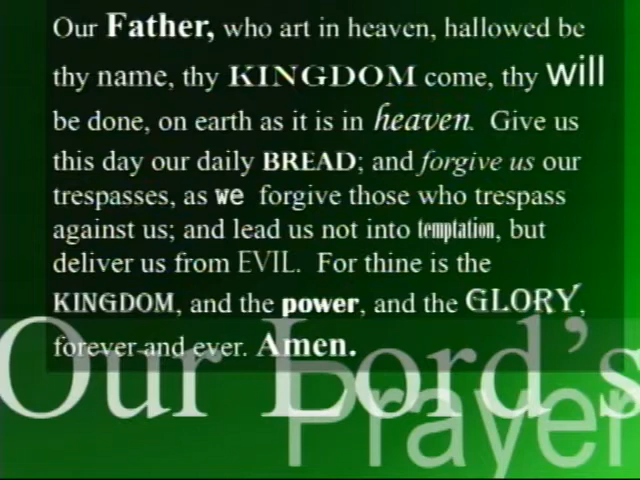 Our Father, who art in heaven, hallowed be
thy name, thy KINGDOM come, thy will
be done, on earth as it is in heaven. Give us
this day our daily BREAD; and forgive us our
trespasses, as we forgive those who trespass
against us; and lead us not into temptation, but
deliver us from EVIL. For thine is the
KINGDOM, and the power, and the GLORY,
forever and ever. Amen.
Our Lord's
Prayer